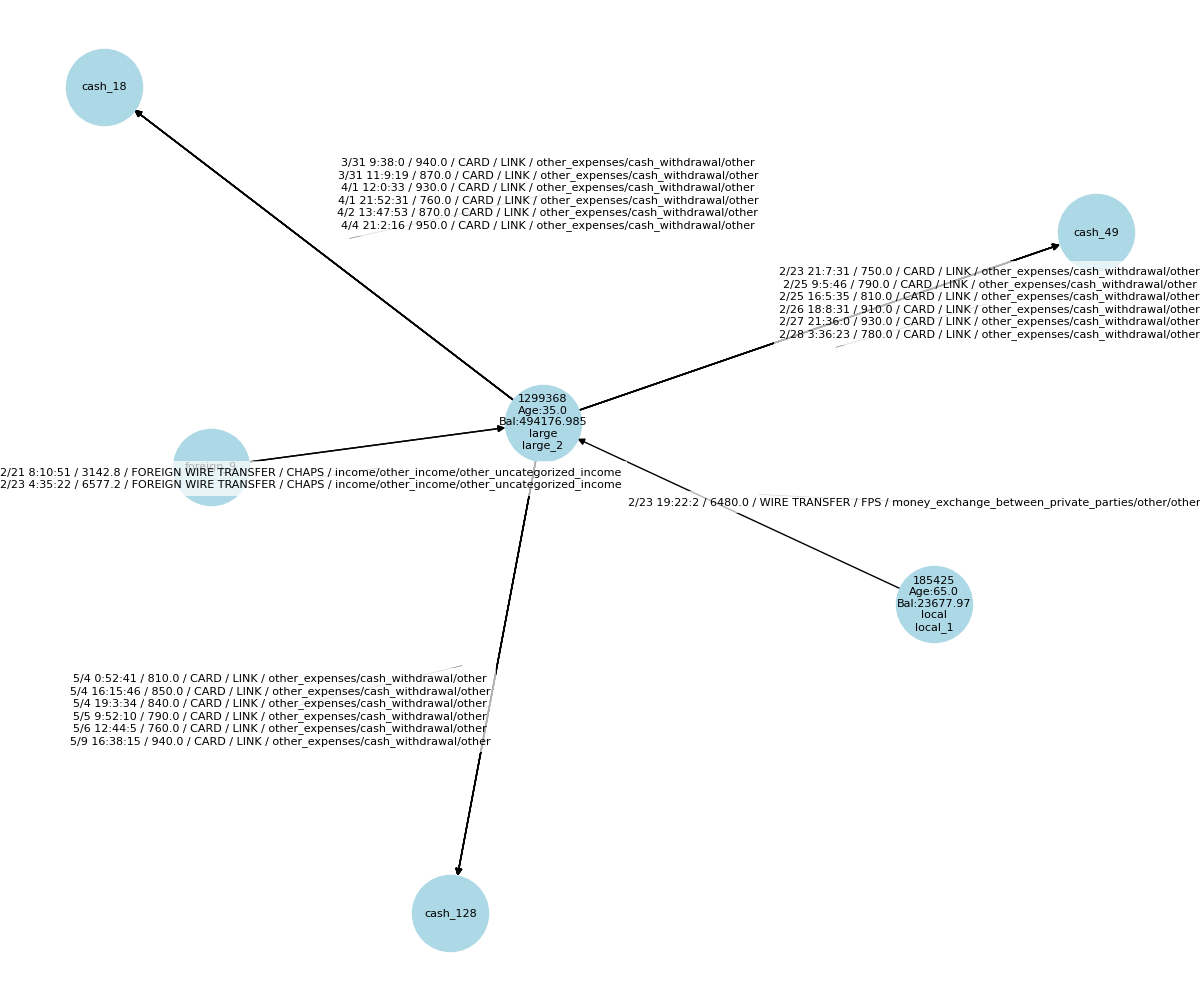 cash_18
3/31 9:38:0 / 940.0 / CARD / LINK / other_expenses/cash_withdrawal/other
3/31 11:9:19 / 870.0 / CARD / LINK / other_expenses/cash_withdrawal/other
4/1 12:0:33 / 930.0 / CARD / LINK / other_expenses/cash_withdrawal/other
4/1 21:52:31 / 760.0 / CARD / LINK / other_expenses/cash_withdrawal/other
4/2 13:47:53 / 870.0 / CARD / LINK / other_expenses/cash_withdrawal/other
4/4 21:2:16 / 950.0 / CARD / LINK / other_expenses/cash_withdrawal/other
cash_49
2/23 21:7:31 / 750.0 / CARD / LINK / other_expenses/cash_withdrawal/other
2/25 9:5:46 / 790.0 / CARD / LINK / other_expenses/cash_withdrawal/other
2/25 16:5:35 / 810.0 / CARD / LINK / other_expenses/cash_withdrawal/other
2/26 18:8:31 / 910.0 / CARD / LINK / other_expenses/cash_withdrawal/other
2/27 21:36:0 / 930.0 / CARD / LINK / other_expenses/cash_withdrawal/other
2/28 3:36:23 / 780.0 / CARD / LINK / other_expenses/cash_withdrawal/other
1299368
Age:35.0
Bal:494176.985
large
large_2
foreign_9
2/21 8:10:51 / 3142.8 / FOREIGN WIRE TRANSFER / CHAPS / income/other_income/other_uncategorized_income
2/23 4:35:22 / 6577.2 / FOREIGN WIRE TRANSFER / CHAPS / income/other_income/other_uncategorized_income
2/23 19:22:2 / 6480.0 / WIRE TRANSFER / FPS / money_exchange_between_private_parties/other/other
185425
Age:65.0
Bal:23677.97
local
local_1
5/4 0:52:41 / 810.0 / CARD / LINK / other_expenses/cash_withdrawal/other
5/4 16:15:46 / 850.0 / CARD / LINK / other_expenses/cash_withdrawal/other
5/4 19:3:34 / 840.0 / CARD / LINK / other_expenses/cash_withdrawal/other
5/5 9:52:10 / 790.0 / CARD / LINK / other_expenses/cash_withdrawal/other
5/6 12:44:5 / 760.0 / CARD / LINK / other_expenses/cash_withdrawal/other
5/9 16:38:15 / 940.0 / CARD / LINK / other_expenses/cash_withdrawal/other
cash_128